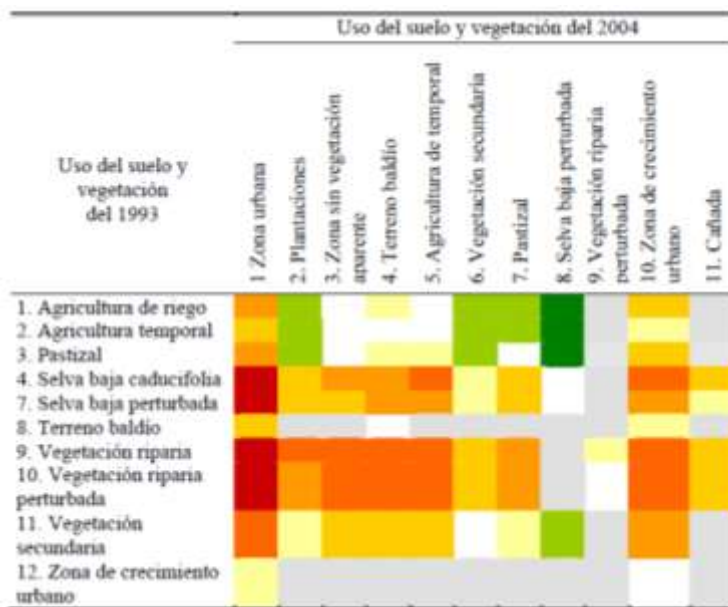 Uso del suelo y vegetación del 2004
Uso del suelo y
vegetación
del 1993
1 Zona urbana
2. Plantaciones
3. Zona sin vegetación
aparente
4. Terreno baldío
5. Agricultura de temporal
6. Vegetación secundaria
7. Pastizal
8. Selva baja perturbada
9. Vegetación riparia
perturbada
10. Zona de crecimiento
urbano
11. Cañada
1. Agricultura de riego
2. Agricultura temporal
3. Pastizal
4. Selva baja caducifolia
7. Selva baja perturbada
8. Terreno baldío
9. Vegetación riparia
10. Vegetación riparia
perturbada
11. Vegetación
secundaria
12. Zona de crecimiento
urbano